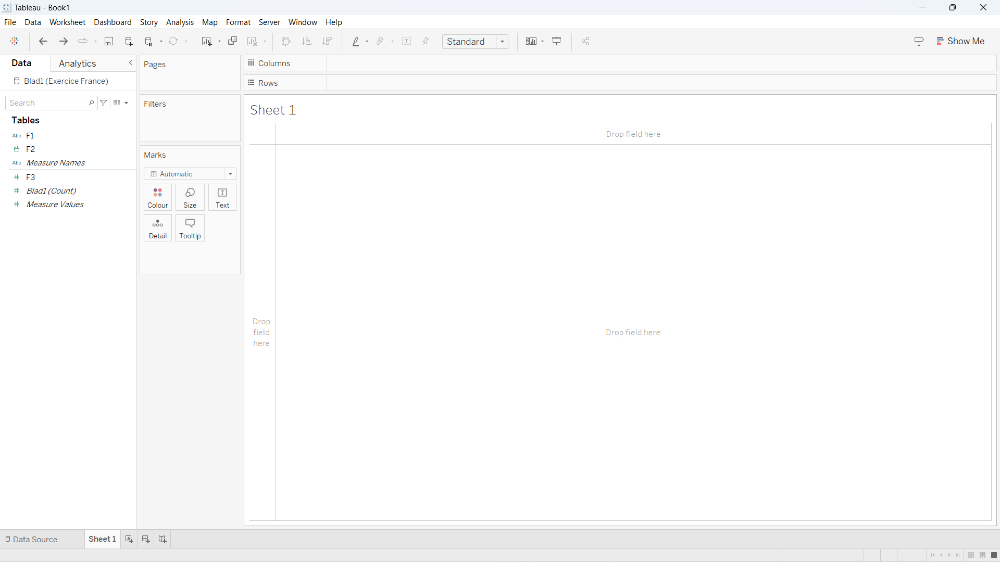 Tableau - Book1
File Data Worksheet Dashboard Story Analysis Map Format Server Window Help
Standard
Show Me
Data Analytics
Blad1 (Exercice France)
Search
Tables
Abc F1
F2
Abc Measure Names
F3
Blad1 (Count)
Measure Values
Pages
Filters
Marks
T Automatic
Colour Size Text
Detail Tooltip
Columns
Rows
Sheet 1
Drop field here
Drop
field
here
Drop field here
Data Source Sheet 1